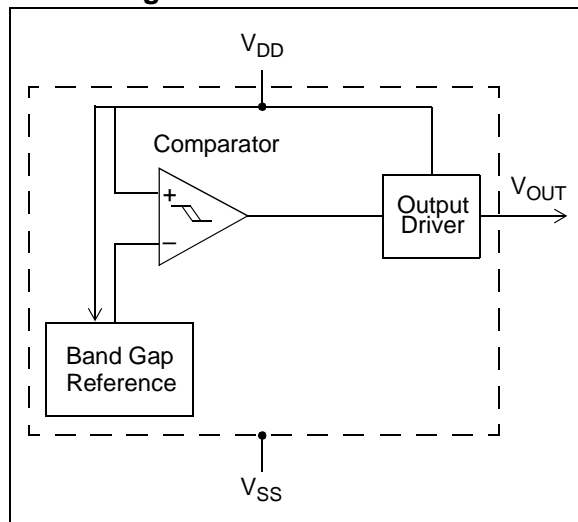 V_DD
Comparator
+
−
Output
Driver
V_OUT
Band Gap
Reference
V_SS